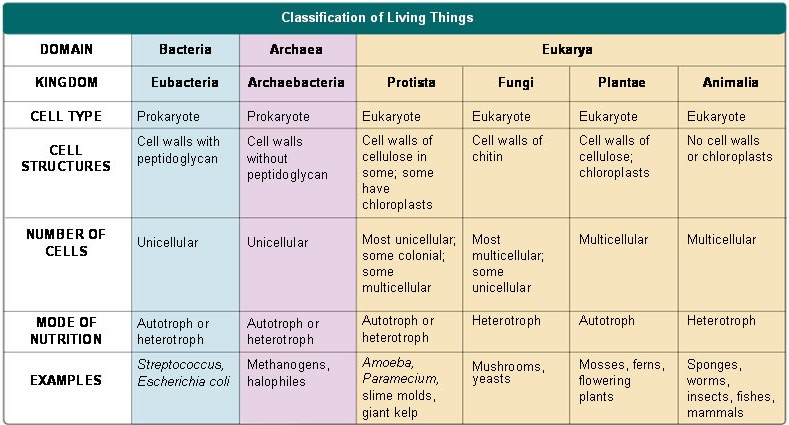 Classification of Living Things
DOMAIN Bacteria Archaea Eukarya
KINGDOM Eubacteria Archaebacteria Protista Fungi Plantae Animalia
CELL TYPE Prokaryote Prokaryote Eukaryote Eukaryote Eukaryote Eukaryote
CELL STRUCTURES
Cell walls with
peptidoglycan
Cell walls
without
peptidoglycan
Cell walls of
cellulose in
some; some
have
chloroplasts
Cell walls of
chitin
Cell walls of
cellulose;
chloroplasts
No cell walls
or chloroplasts
NUMBER OF
CELLS
Unicellular
Unicellular
Most unicellular;
some colonial;
some
multicellular
Most
multicellular;
some
unicellular
Multicellular
Multicellular
MODE OF
NUTRITION
Autotroph or
heterotroph
Autotroph or
heterotroph
Autotroph or
heterotroph
Heterotroph
Autotroph
Heterotroph
EXAMPLES
Streptococcus,
Escherichia coli
Methanogens,
halophiles
Amoeba,
Paramecium,
slime molds,
giant kelp
Mushrooms,
yeasts
Mosses, ferns,
flowering
plants
Sponges,
worms,
insects, fishes,
mammals